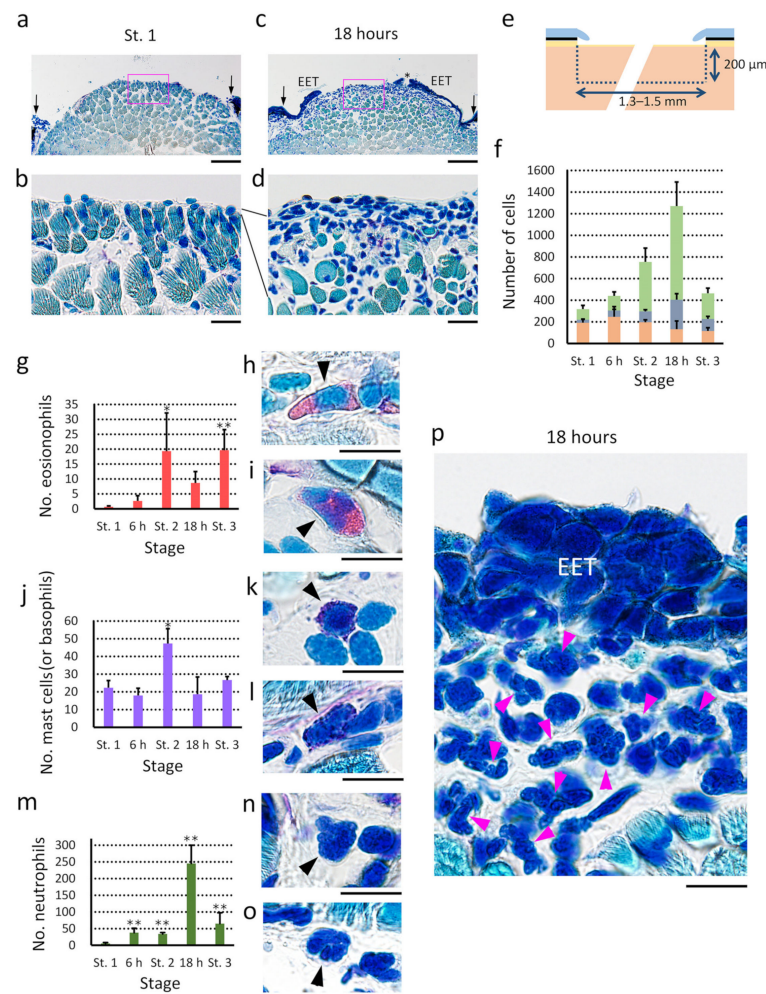 a
St. 1
c
18 hours
e
EET
*
EET
200 µm
1.3–1.5 mm
b
d
f
Number of cells
1600
1400
1200
1000
800
600
400
200
0
St. 1 6 h St. 2 18 h St. 3
Stage
g
No. eosionophils
35
30
25
20
15
10
5
0
*
**
St. 1 6 h St. 2 18 h St. 3
Stage
h
i
j
No. mast cells(or basophils)
60
50
40
30
20
10
0
*
St. 1 6 h St. 2 18 h St. 3
Stage
k
l
m
No. neutrophils
300
250
200
150
100
50
0
**
**
**
**
St. 1 6 h St. 2 18 h St. 3
Stage
n
o
p
18 hours
EET